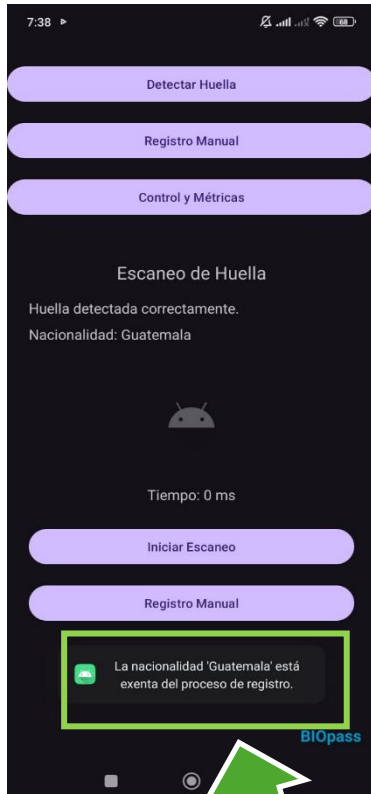 7:38
68
Detectar Huella
Registro Manual
Control y Métricas
Escaneo de Huella
Huella detectada correctamente.
Nacionalidad: Guatemala
Tiempo: 0 ms
Iniciar Escaneo
Registro Manual
La nacionalidad 'Guatemala' está
exenta del proceso de registro.
BIOpass